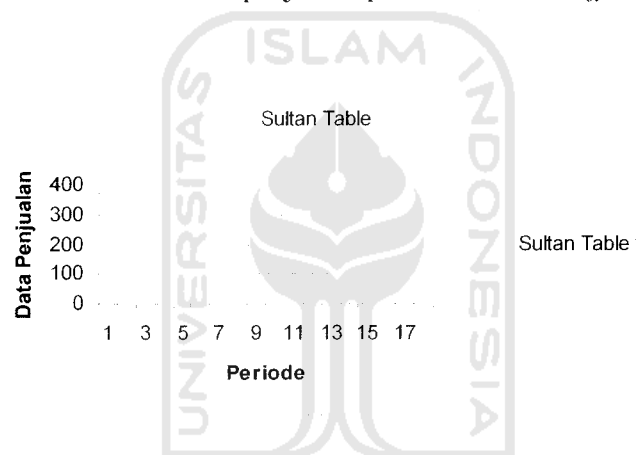 UNIVERSITAS ISLAM INDONESIA
Sultan Table
Data Penjualan
400
300
200
100
0
Sultan Table
1 3 5 7 9 11 13 15 17
Periode